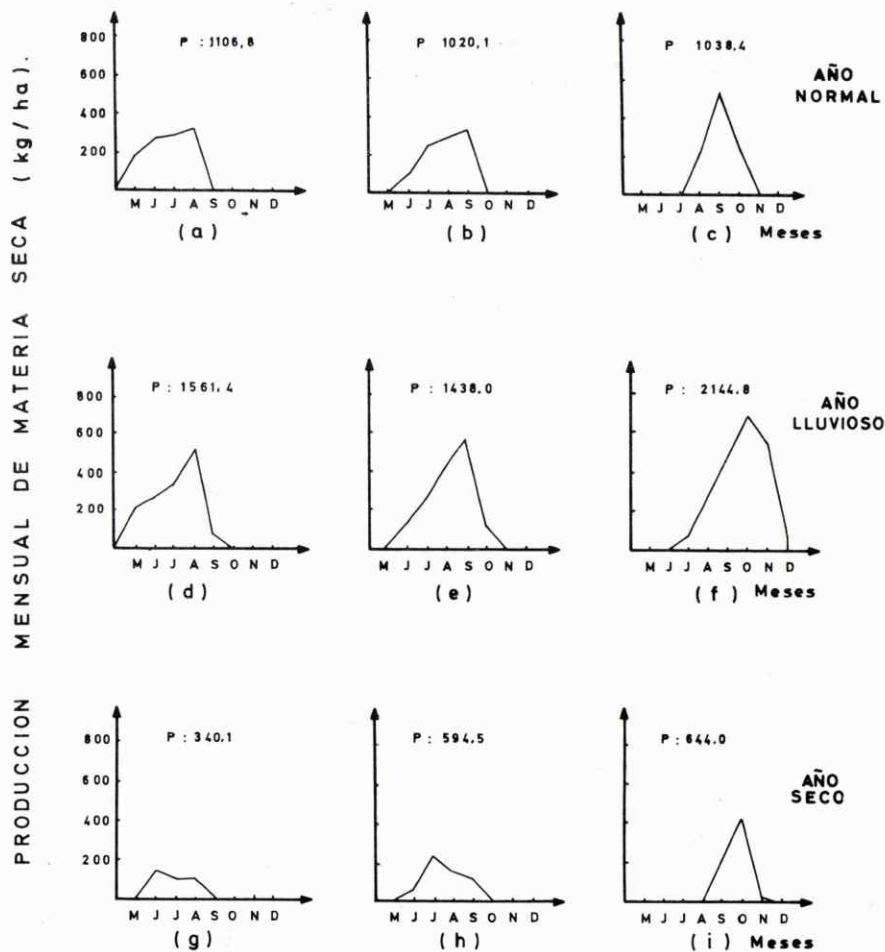 PRODUCCION MENSUAL DE MATERIA SECA (kg/ha).
P : 1106,8
P 1020,1
P 1038,4
AÑO
NORMAL
800
600
400
200
M J J A S O N D
M J J A S O N D
M J J A S O N D
(a)
(b)
(c) Meses
P : 1561,4
P : 1438.0
P : 2144,8
AÑO
LLUVIOSO
800
600
400
200
M J J A S O N D
M J J A S O N D
M J J A S O N D
(d)
(e)
(f) Meses
P : 340,1
P : 594,5
P : 644.0
AÑO
SECO
800
600
400
200
M J J A S O N D
M J J A S O N D
M J J A S O N D
(g)
(h)
(i) Meses